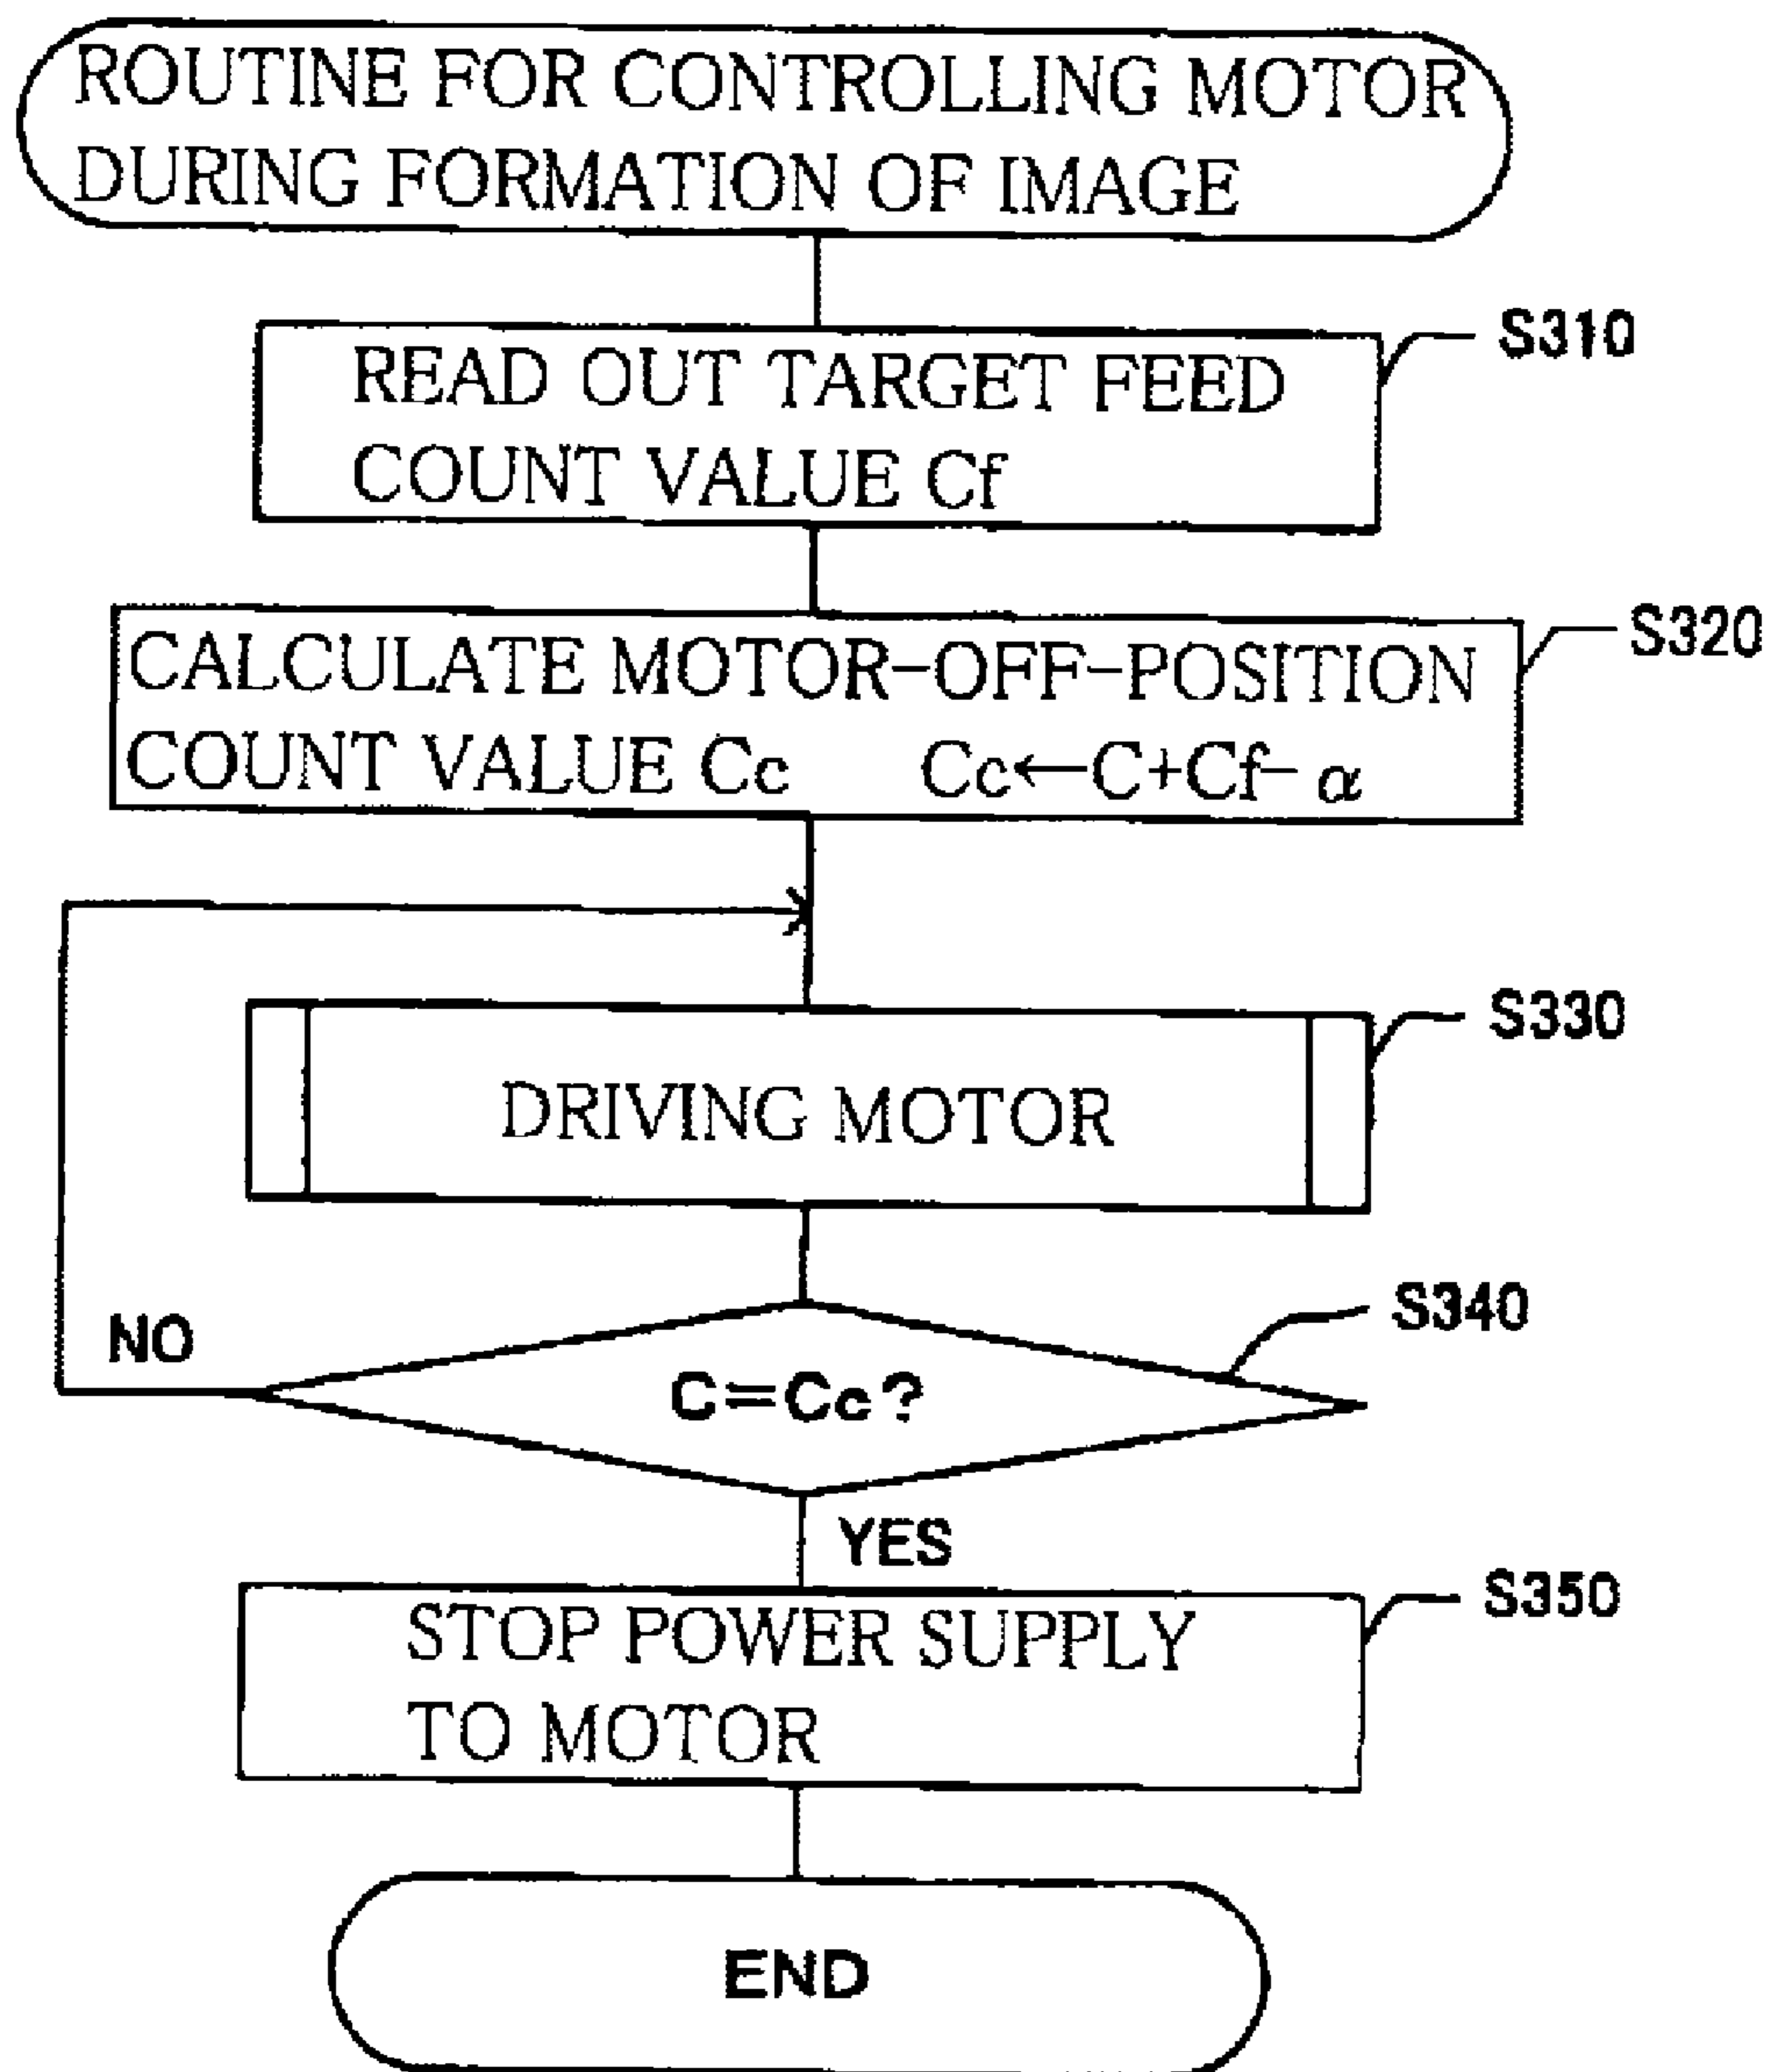 ROUTINE FOR CONTROLLING MOTOR
DURING FORMATION OF IMAGE
S310
READ OUT TARGET FEED
COUNT VALUE Cf
S320
CALCULATE MOTOR-OFF-POSITION
COUNT VALUE Cc Cc←C+Cf-α
S330
DRIVING MOTOR
S340
NO
C=Cc?
YES
S350
STOP POWER SUPPLY
TO MOTOR
END